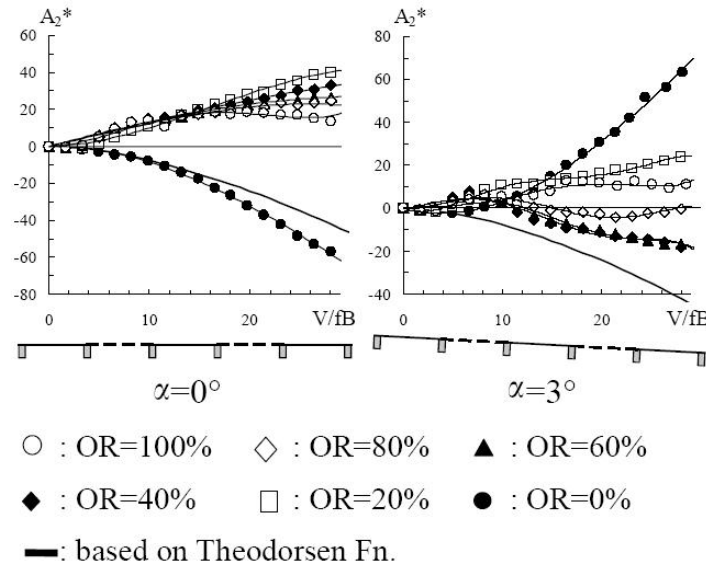 A₂*
60
40
20
0
-20
-40
-60
-80
0
10
20
V/fB
α=0°
A₂*
80
60
40
20
0
-20
-40
0
10
20
V/fB
α=3°
○ : OR=100% ◇ : OR=80% ▲ : OR=60%
◆ : OR=40% □ : OR=20% ● : OR=0%
━: based on Theodorsen Fn.